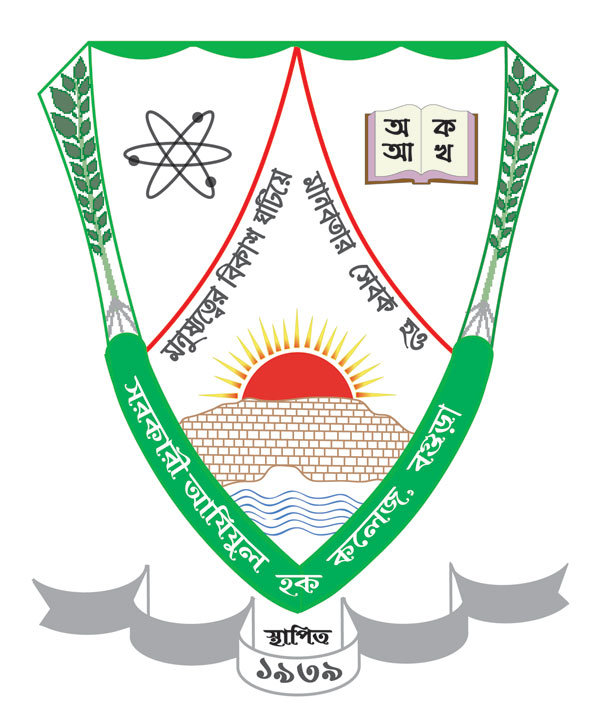 অ ক
আ খ
মনুষ্যত্বের বিকাশ ঘটিয়ে
মানবতার সেবক হও
সরকারী আযিযুল হক কলেজ, বগুড়া
স্থাপিত
১৯৩৯